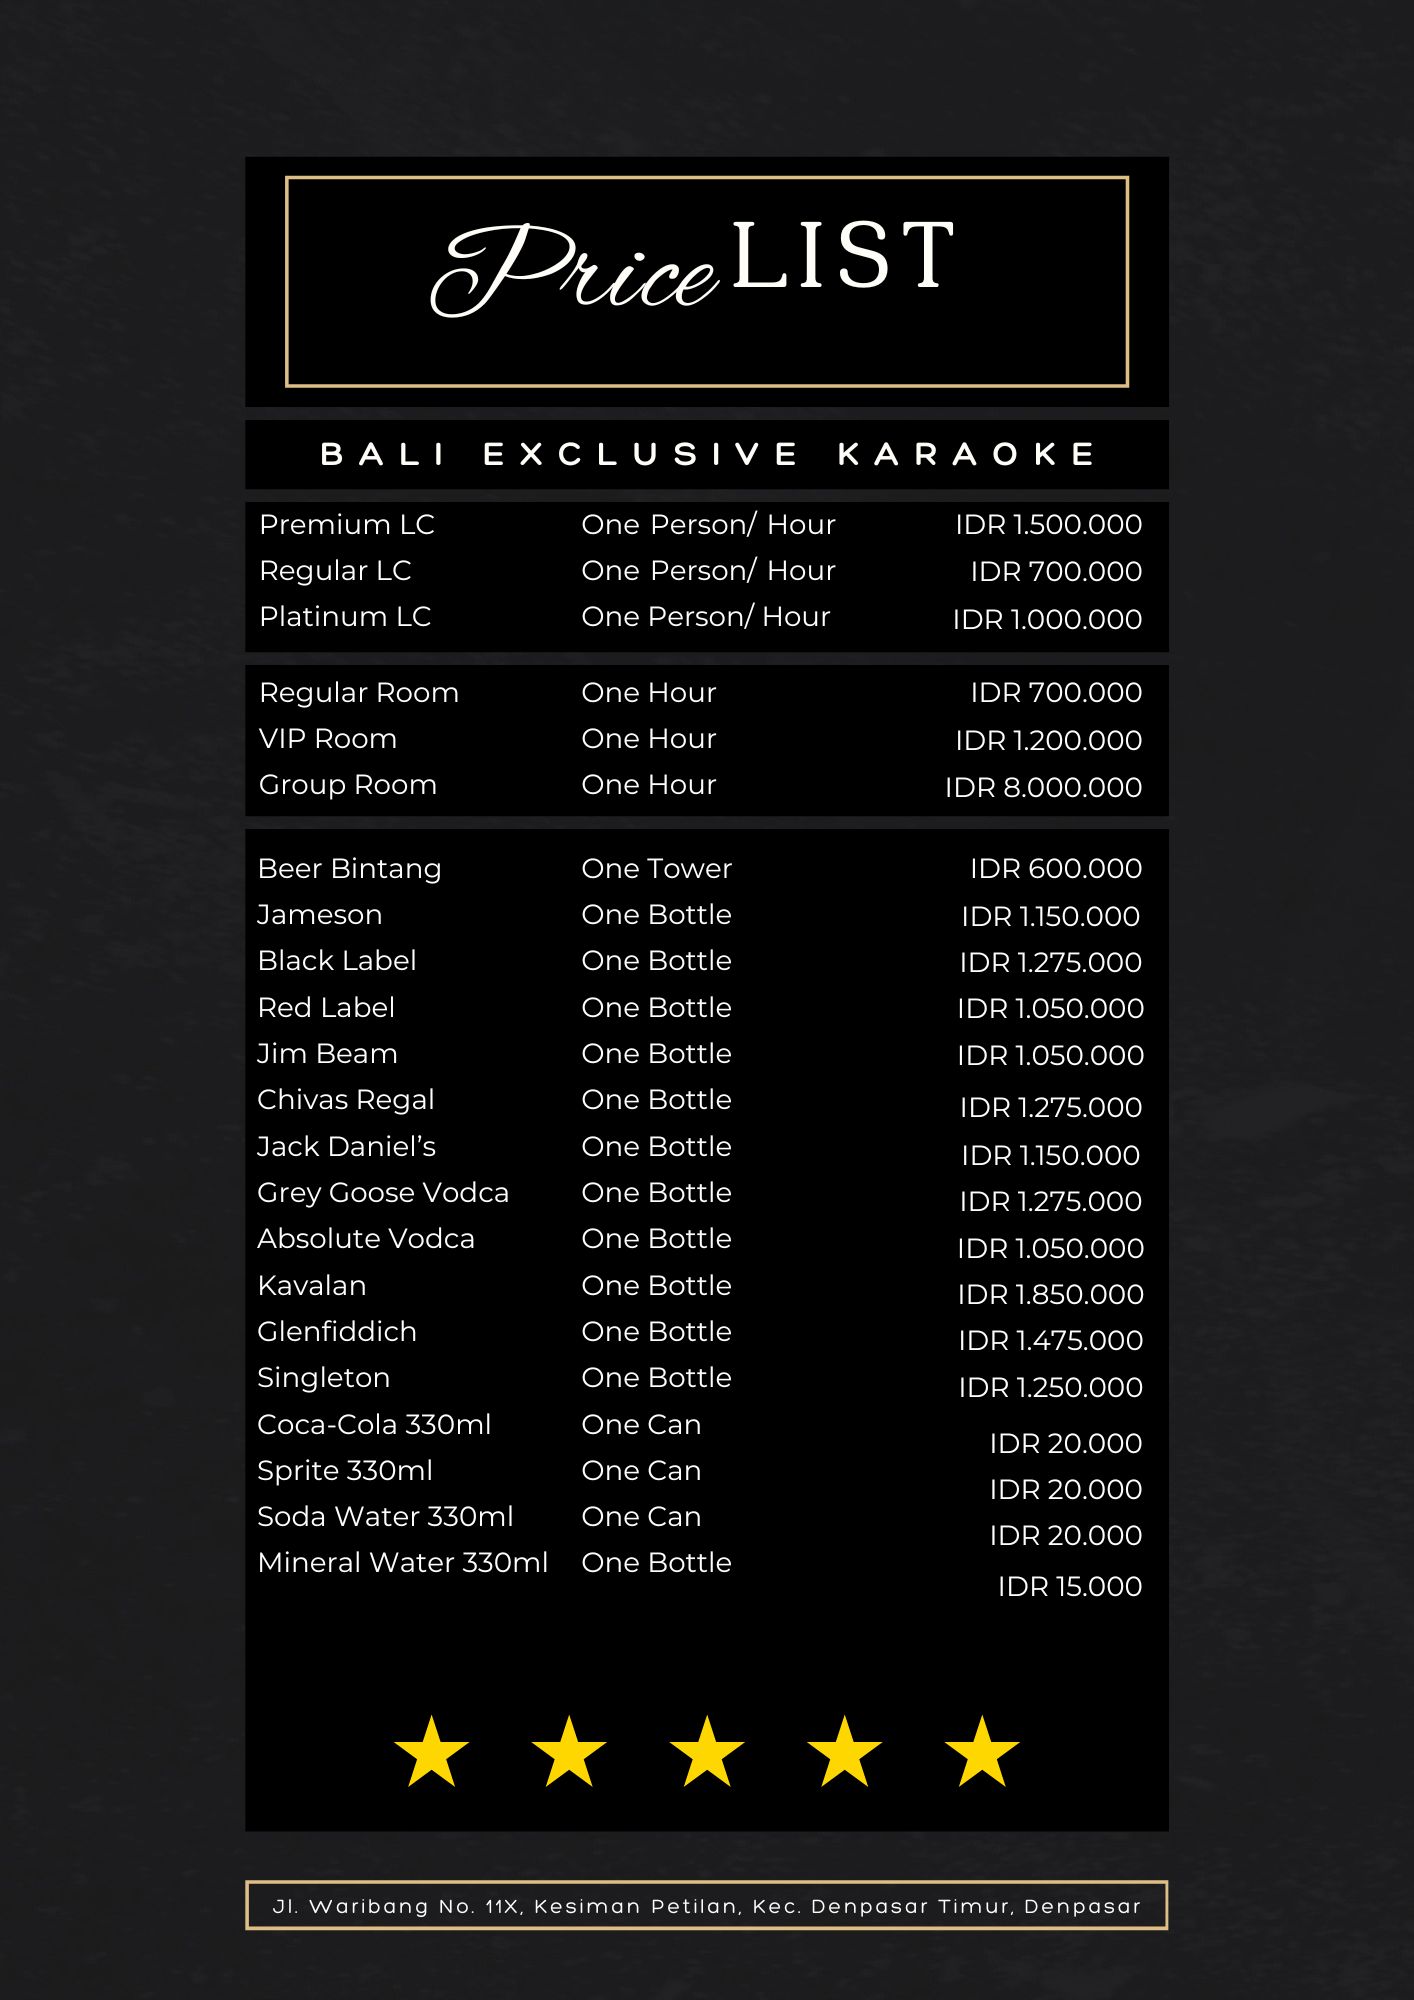 Price LIST
BALI EXCLUSIVE KARAOKE
Premium LC One Person/ Hour IDR 1.500.000
Regular LC One Person/ Hour IDR 700.000
Platinum LC One Person/ Hour IDR 1.000.000
Regular Room One Hour IDR 700.000
VIP Room One Hour IDR 1.200.000
Group Room One Hour IDR 8.000.000
Beer Bintang One Tower IDR 600.000
Jameson One Bottle IDR 1.150.000
Black Label One Bottle IDR 1.275.000
Red Label One Bottle IDR 1.050.000
Jim Beam One Bottle IDR 1.050.000
Chivas Regal One Bottle IDR 1.275.000
Jack Daniel’s One Bottle IDR 1.150.000
Grey Goose Vodca One Bottle IDR 1.275.000
Absolute Vodca One Bottle IDR 1.050.000
Kavalan One Bottle IDR 1.850.000
Glenfiddich One Bottle IDR 1.475.000
Singleton One Bottle IDR 1.250.000
Coca-Cola 330ml One Can IDR 20.000
Sprite 330ml One Can IDR 20.000
Soda Water 330ml One Can IDR 20.000
Mineral Water 330ml One Bottle IDR 15.000
Jl. Waribang No. 11X, Kesiman Petilan, Kec. Denpasar Timur, Denpasar